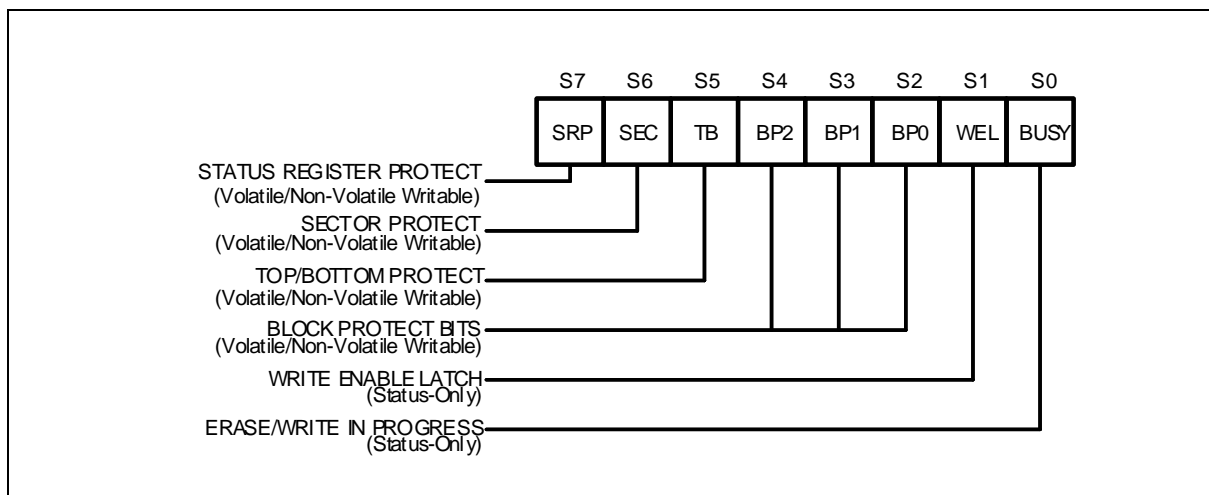 S7 S6 S5 S4 S3 S2 S1 S0
SRP SEC TB BP2 BP1 BP0 WEL BUSY
STATUS REGISTER PROTECT
(Volatile/Non-Volatile Writable)
SECTOR PROTECT
(Volatile/Non-Volatile Writable)
TOP/BOTTOM PROTECT
(Volatile/Non-Volatile Writable)
BLOCK PROTECT BITS
(Volatile/Non-Volatile Writable)
WRITE ENABLE LATCH
(Status-Only)
ERASE/WRITE IN PROGRESS
(Status-Only)